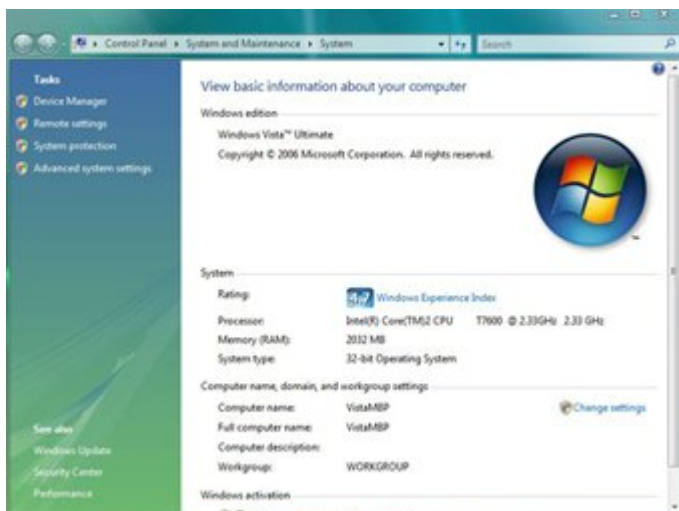 Control Panel ▸ System and Maintenance ▸ System
Search
Tasks
Device Manager
Remote settings
System protection
Advanced system settings
See also
Windows Update
Security Center
Performance
View basic information about your computer
Windows edition
Windows Vista™ Ultimate
Copyright © 2006 Microsoft Corporation. All rights reserved.
TM
System
Rating: 4.7 Windows Experience Index
Processor: Intel(R) Core(TM)2 CPU T7600 @ 2.33GHz 2.33 GHz
Memory (RAM): 2032 MB
System type: 32-bit Operating System
Computer name, domain, and workgroup settings
Computer name: VistaMBP
Change settings
Full computer name: VistaMBP
Computer description:
Workgroup: WORKGROUP
Windows activation